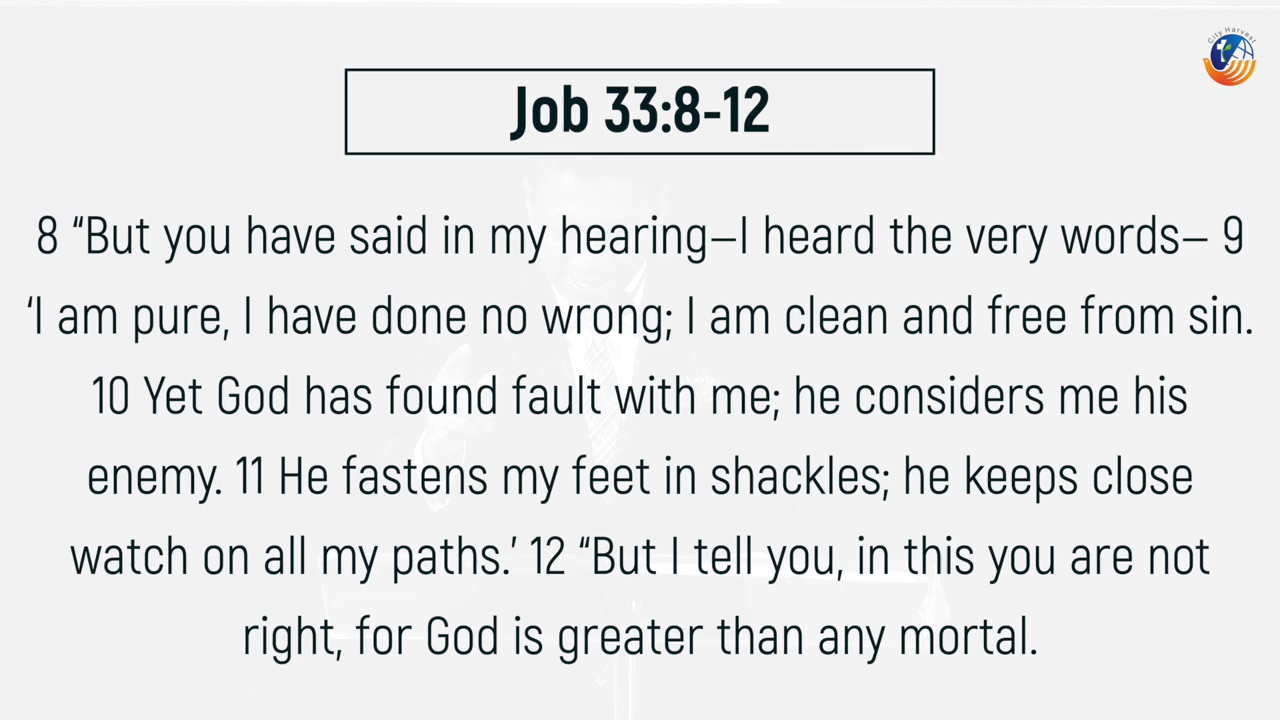 City Harvest
Job 33:8-12
8 “But you have said in my hearing—I heard the very words— 9
‘I am pure, I have done no wrong; I am clean and free from sin.
10 Yet God has found fault with me; he considers me his
enemy. 11 He fastens my feet in shackles; he keeps close
watch on all my paths.’ 12 “But I tell you, in this you are not
right, for God is greater than any mortal.